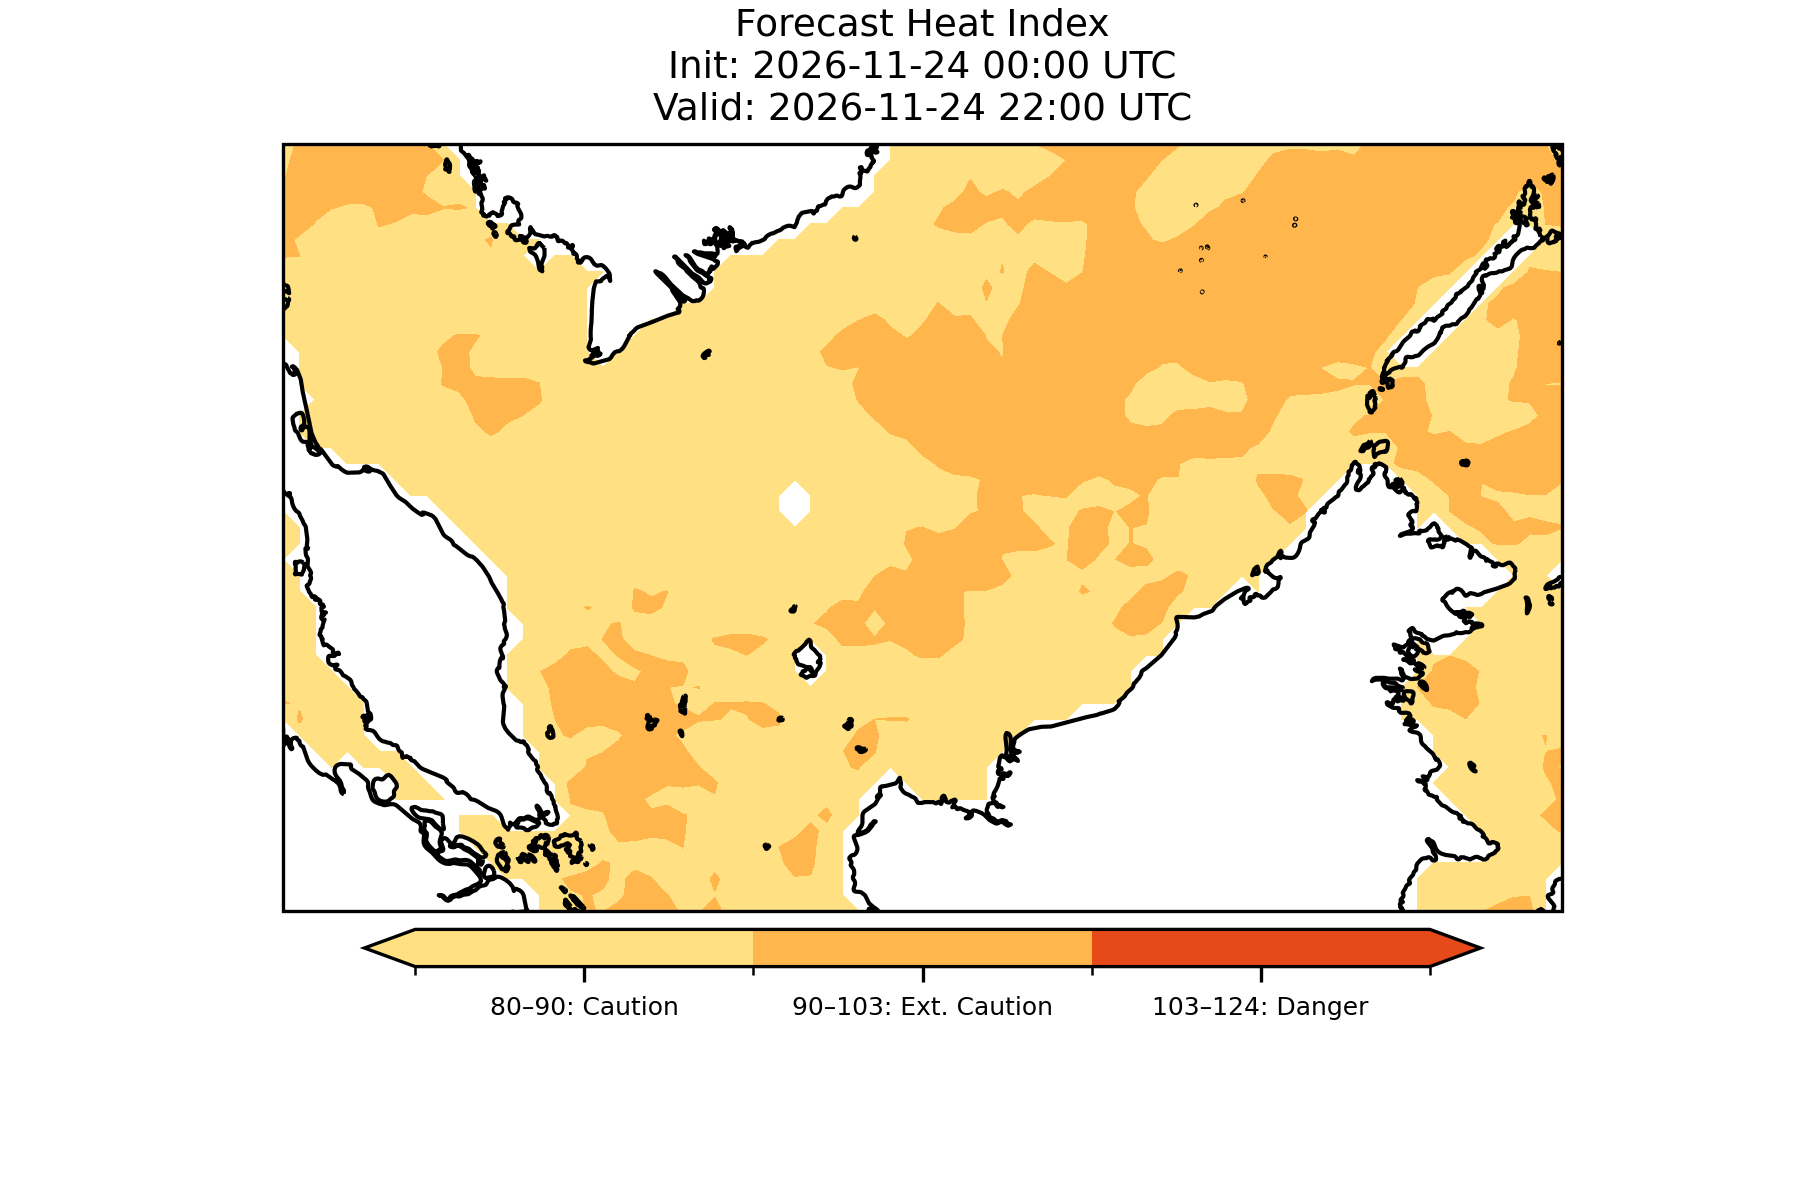 Forecast Heat Index
Init: 2026-11-24 00:00 UTC
Valid: 2026-11-24 22:00 UTC
80–90: Caution
90–103: Ext. Caution
103–124: Danger